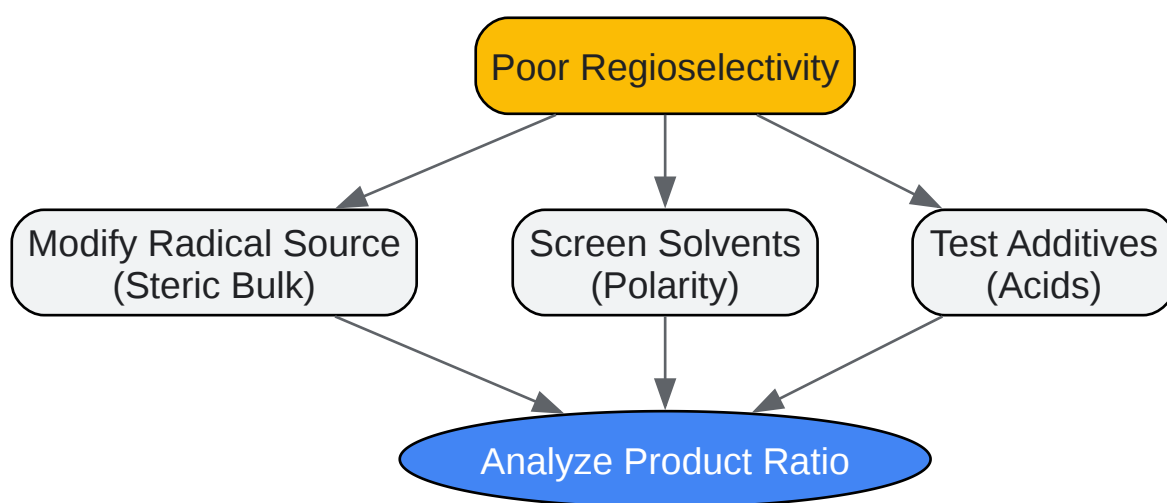 Poor Regioselectivity
Modify Radical Source
(Steric Bulk)
Screen Solvents
(Polarity)
Test Additives
(Acids)
Analyze Product Ratio